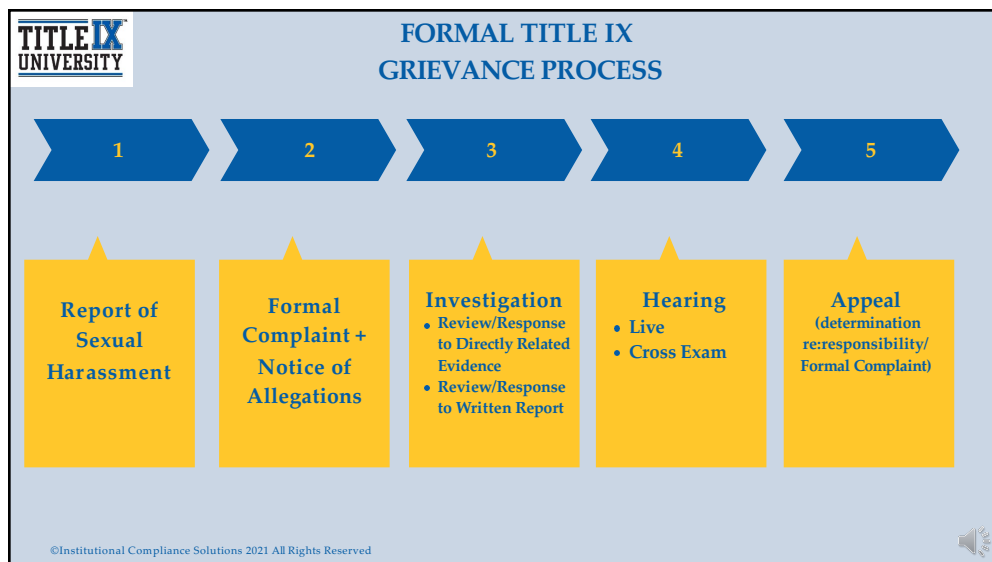 TITLE IX
UNIVERSITY
FORMAL TITLE IX
GRIEVANCE PROCESS
1
2
3
4
5
Report of
Sexual
Harassment
Formal
Complaint +
Notice of
Allegations
Investigation
• Review/Response
to Directly Related
Evidence
• Review/Response
to Written Report
Hearing
• Live
• Cross Exam
Appeal
(determination
re:responsibility/
Formal Complaint)
©Institutional Compliance Solutions 2021 All Rights Reserved